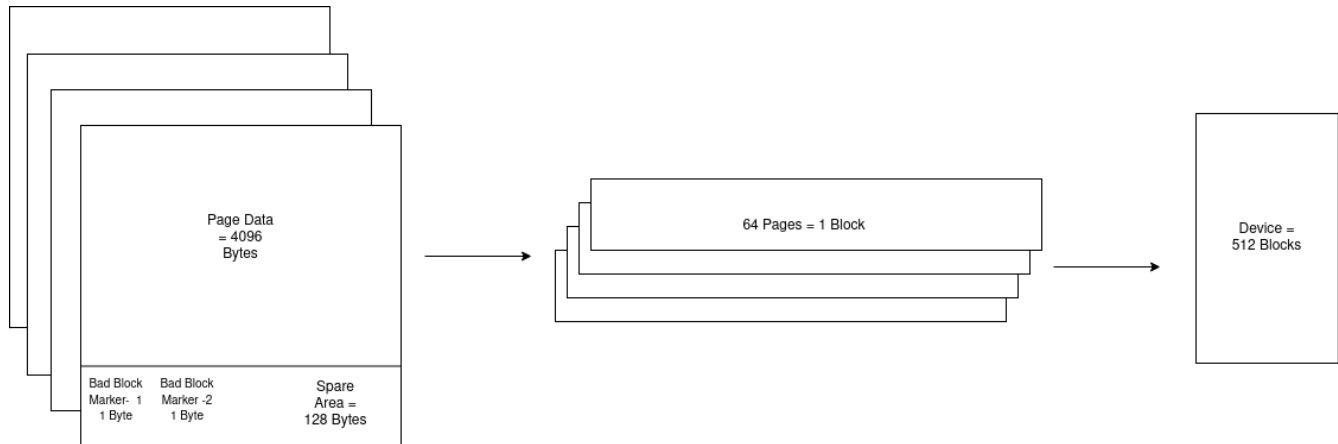 Page Data
= 4096
Bytes
Bad Block
Marker- 1
1 Byte
Bad Block
Marker -2
1 Byte
Spare
Area =
128 Bytes
64 Pages = 1 Block
Device =
512 Blocks